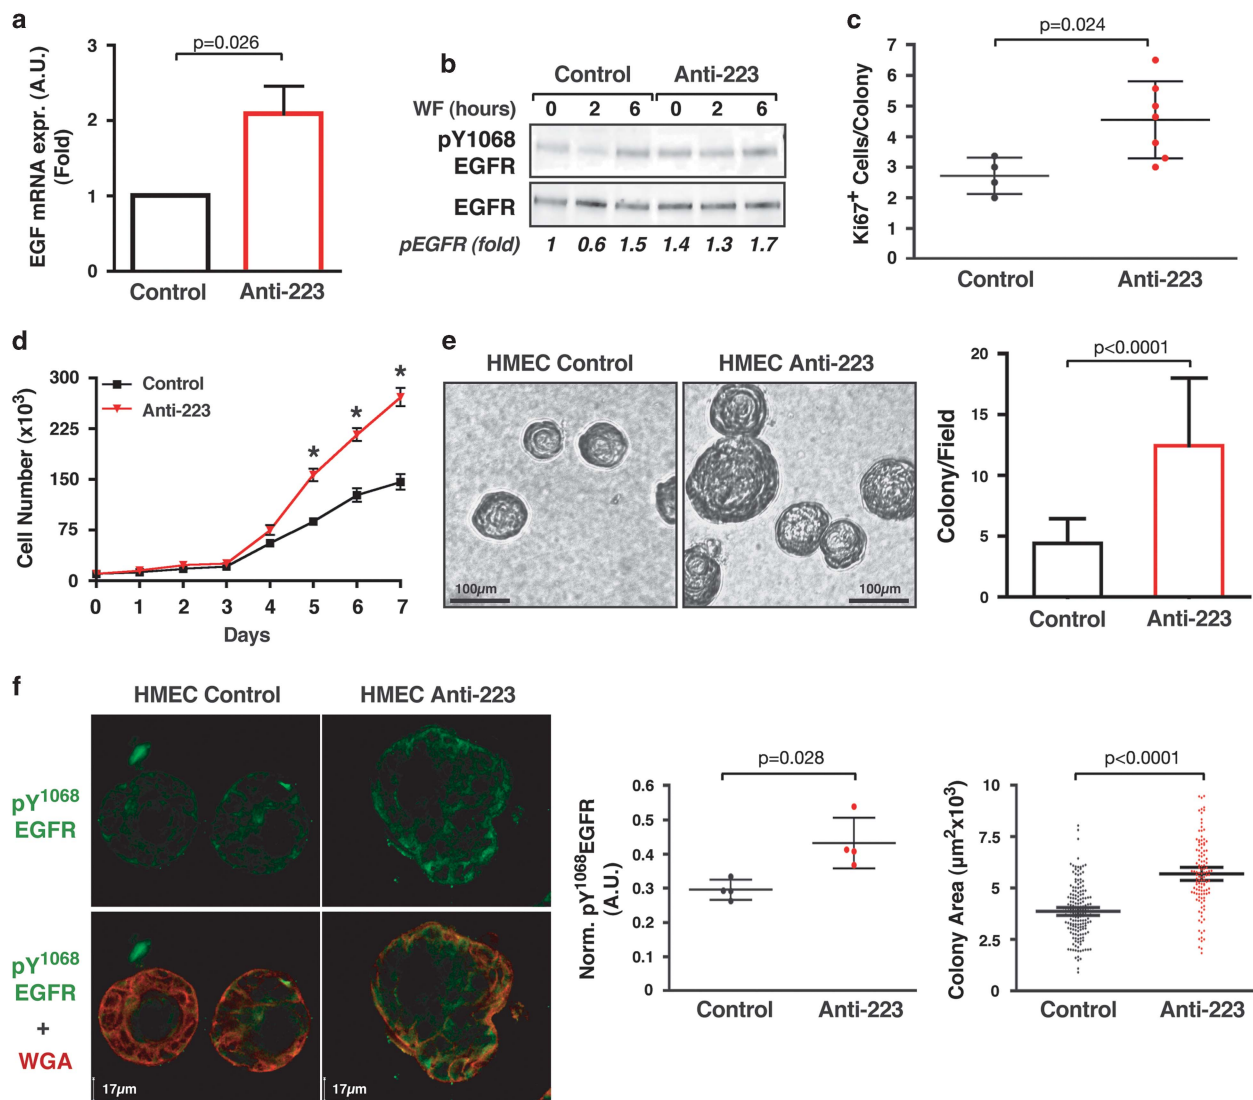 a
EGF mRNA expr. (A.U.)
(Fold)
3
2
1
0
p=0.026
Control
Anti-223
b
Control
Anti-223
WF (hours)
0 2 6 0 2 6
pY1068
EGFR
EGFR
pEGFR (fold)
1 0.6 1.5 1.4 1.3 1.7
c
Ki67+ Cells/Colony
7
6
5
4
3
2
1
0
p=0.024
Control
Anti-223
d
Cell Number (x10³)
300
225
150
75
0
Control
Anti-223
*
*
*
0 1 2 3 4 5 6 7
Days
e
HMEC Control
HMEC Anti-223
100µm
100µm
Colony/Field
20
15
10
5
0
p<0.0001
Control
Anti-223
f
HMEC Control
HMEC Anti-223
pY1068
EGFR
pY1068
EGFR
+
WGA
17µm
17µm
Norm. pY1068EGFR
(A.U.)
0.6
0.5
0.4
0.3
0.2
0.1
0
p=0.028
Control
Anti-223
Colony Area (µm²x10³)
10
7.5
5
2.5
0
p<0.0001
Control
Anti-223